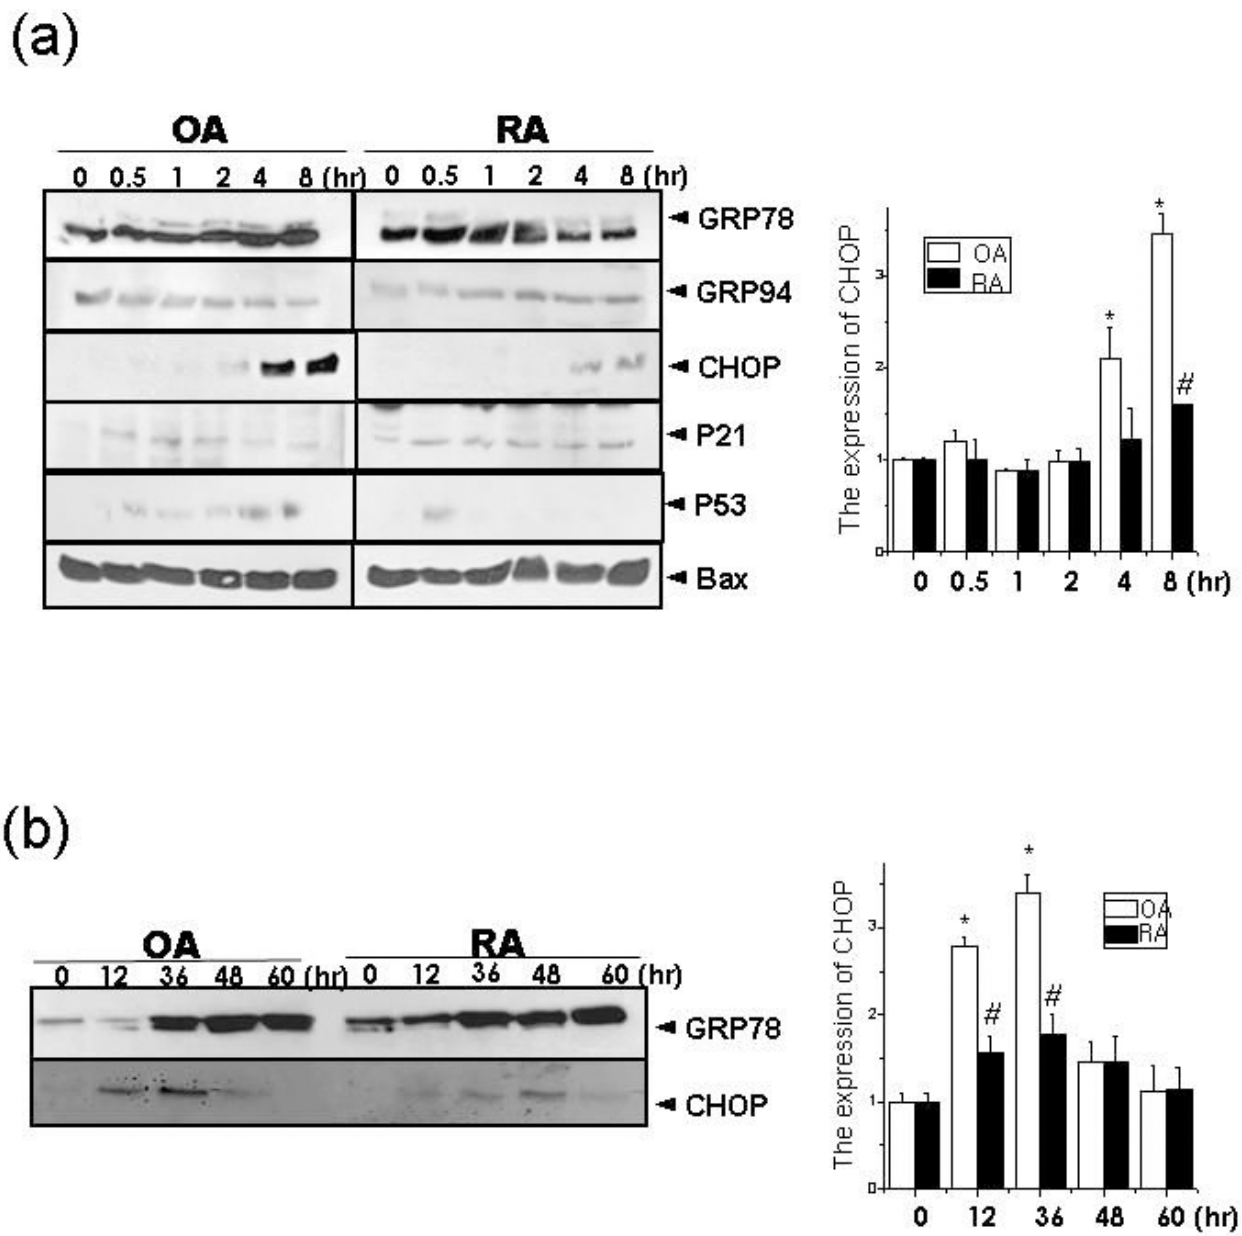 (a)
OA RA
0 0.5 1 2 4 8 (hr) 0 0.5 1 2 4 8 (hr)
GRP78
GRP94
CHOP
P21
P53
Bax
The expression of CHOP
OA
RA
3
2
1
0
* * #
0 0.5 1 2 4 8 (hr)
(b)
OA RA
0 12 36 48 60 (hr) 0 12 36 48 60 (hr)
GRP78
CHOP
The expression of CHOP
OA
RA
3
2
1
0
* # * #
0 12 36 48 60 (hr)